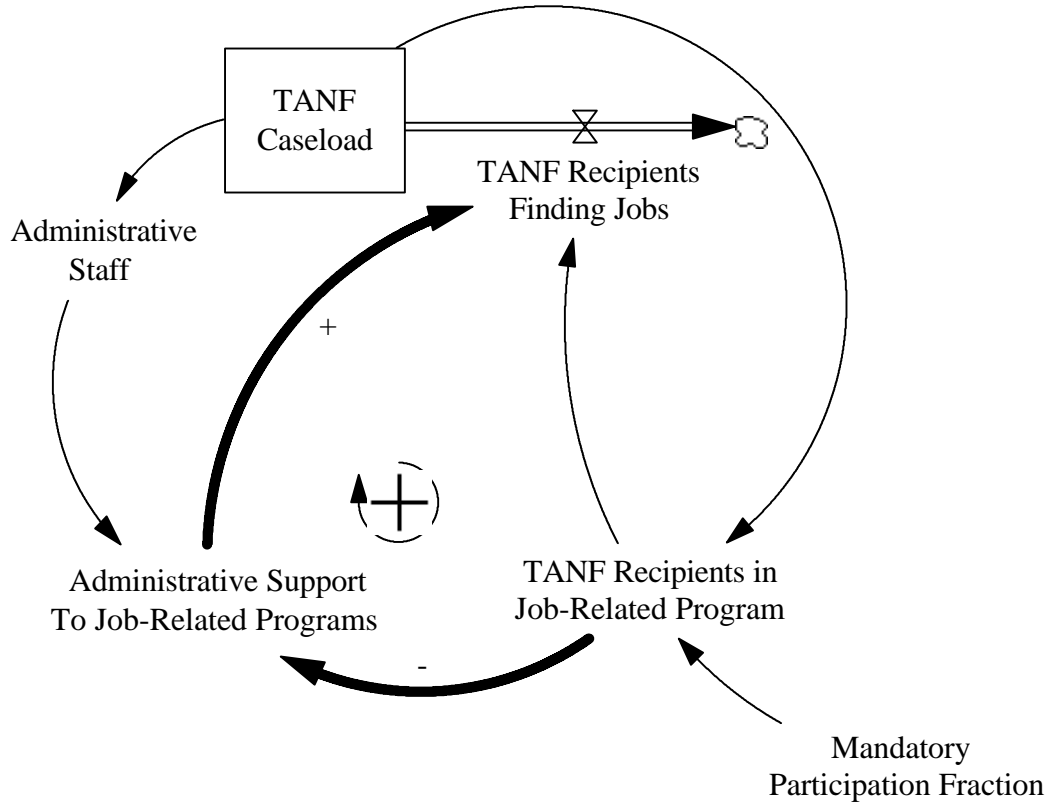 TANF
Caseload
TANF Recipients
Finding Jobs
Administrative
Staff
+
+
Administrative Support
To Job-Related Programs
TANF Recipients in
Job-Related Program
-
Mandatory
Participation Fraction